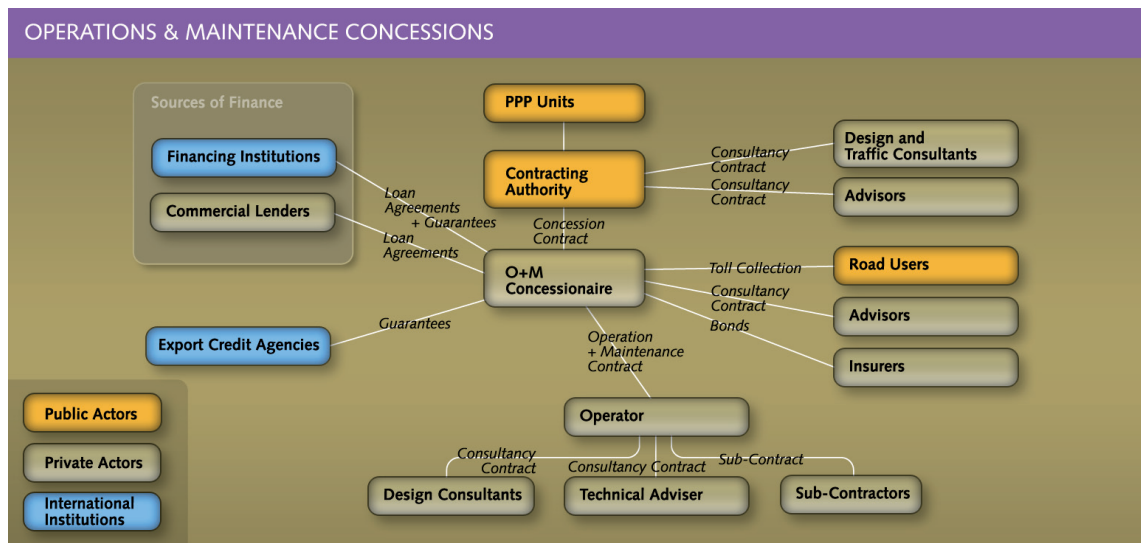 OPERATIONS & MAINTENANCE CONCESSIONS
Sources of Finance
Financing Institutions
Commercial Lenders
PPP Units
Contracting
Authority
Consultancy
Contract
Design and
Traffic Consultants
Consultancy
Contract
Advisors
Loan
Agreements
+ Guarantees
Loan
Agreements
Concession
Contract
O+M
Concessionaire
Toll Collection
Road Users
Consultancy
Contract
Advisors
Bonds
Insurers
Guarantees
Export Credit Agencies
Operation
+ Maintenance
Contract
Operator
Consultancy
Contract
Design Consultants
Consultancy Contract
Technical Adviser
Sub-Contract
Sub-Contractors
Public Actors
Private Actors
International
Institutions